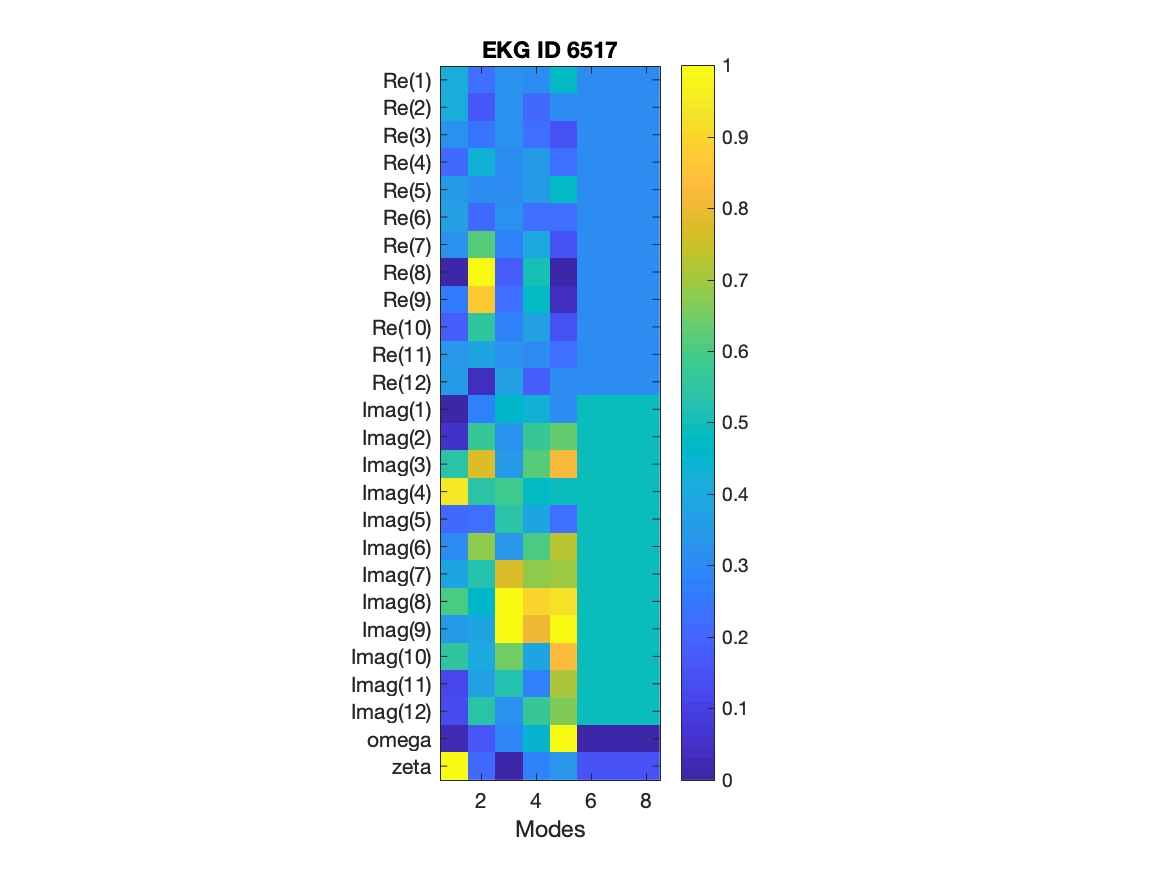 EKG ID 6517
Re(1)
Re(2)
Re(3)
Re(4)
Re(5)
Re(6)
Re(7)
Re(8)
Re(9)
Re(10)
Re(11)
Re(12)
Imag(1)
Imag(2)
Imag(3)
Imag(4)
Imag(5)
Imag(6)
Imag(7)
Imag(8)
Imag(9)
Imag(10)
Imag(11)
Imag(12)
omega
zeta
2 4 6 8
Modes
1
0.9
0.8
0.7
0.6
0.5
0.4
0.3
0.2
0.1
0